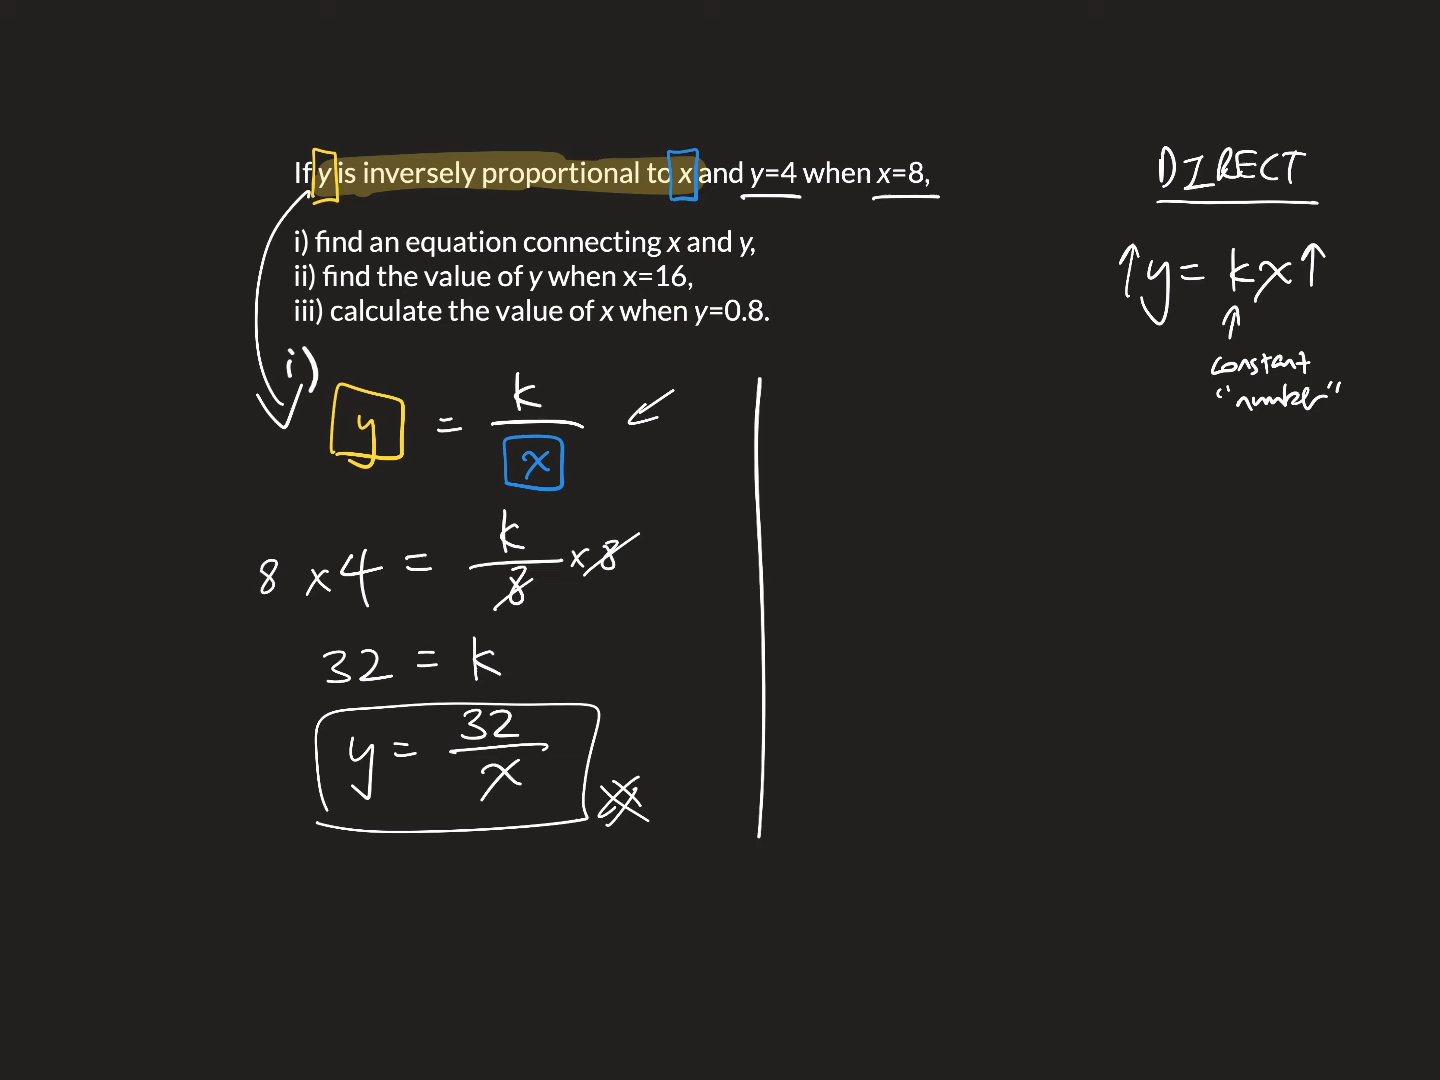 If y is inversely proportional to x and y=4 when x=8,
i) find an equation connecting x and y,
ii) find the value of y when x=16,
iii) calculate the value of x when y=0.8.
i)
y = k/x
8 x 4 = k/8 x 8
32 = k
y = 32/x
DIRECT
↑y = kx↑
↑
constant
"number"